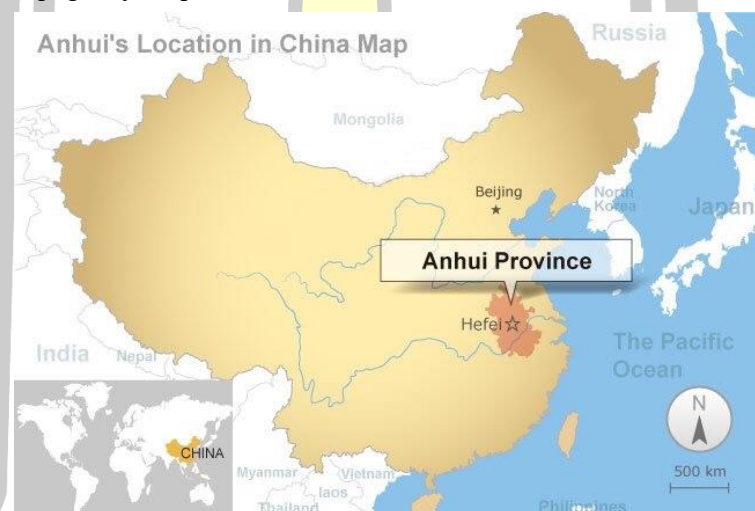 Anhui's Location in China Map
Russia
Mongolia
Beijing
North
Korea
Japan
Anhui Province
Hefei
India
Nepal
The Pacific
Ocean
N
CHINA
500 km
Myanmar
Vietnam
laos
Thailand
Philippines